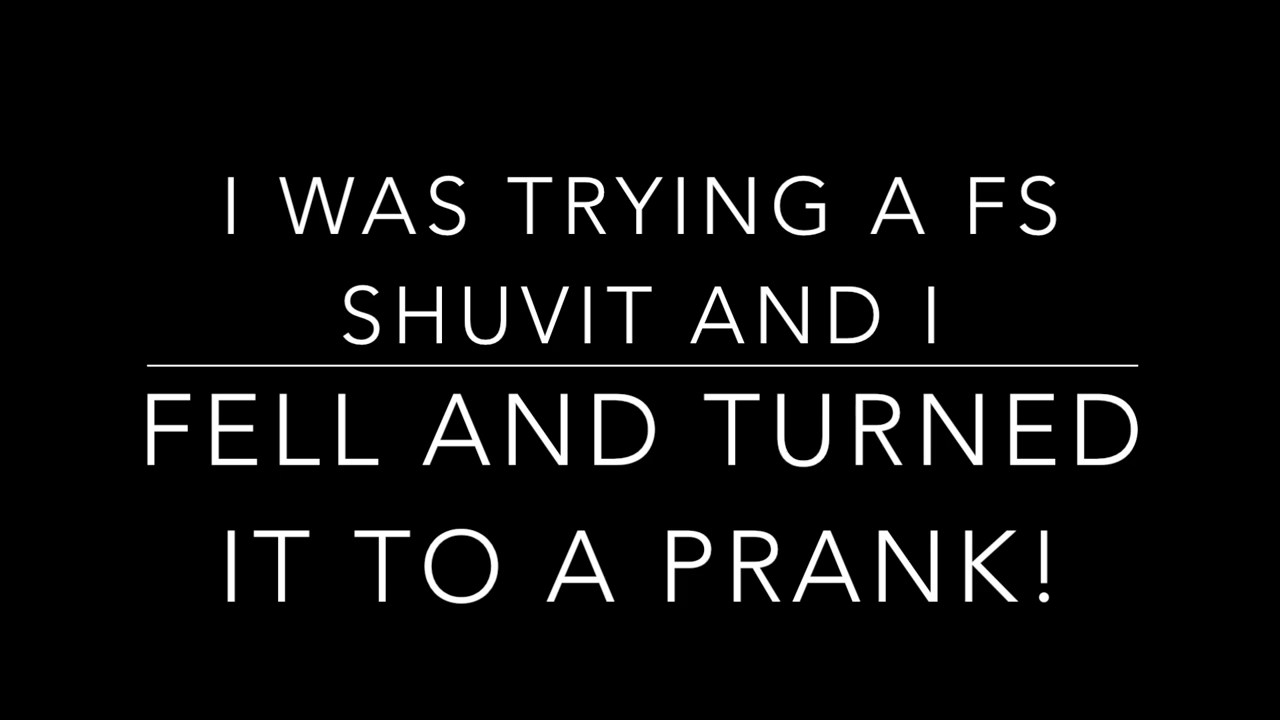 I WAS TRYING A FS
SHUVIT AND I
FELL AND TURNED
IT TO A PRANK!